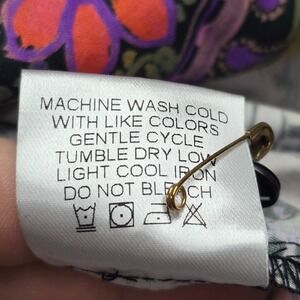 MACHINE WASH COLD
WITH LIKE COLORS
GENTLE CYCLE
TUMBLE DRY LOW
LIGHT COOL IRON
DO NOT BLEACH